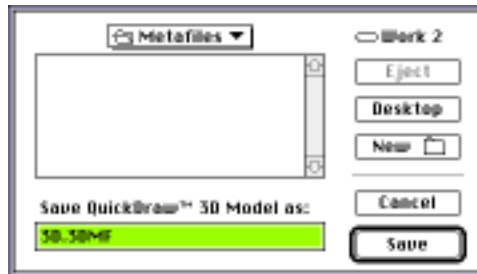 Metafiles
Work 2
Eject
Desktop
New
Save QuickDraw™ 3D Model as:
3D.3DMF
Cancel
Save